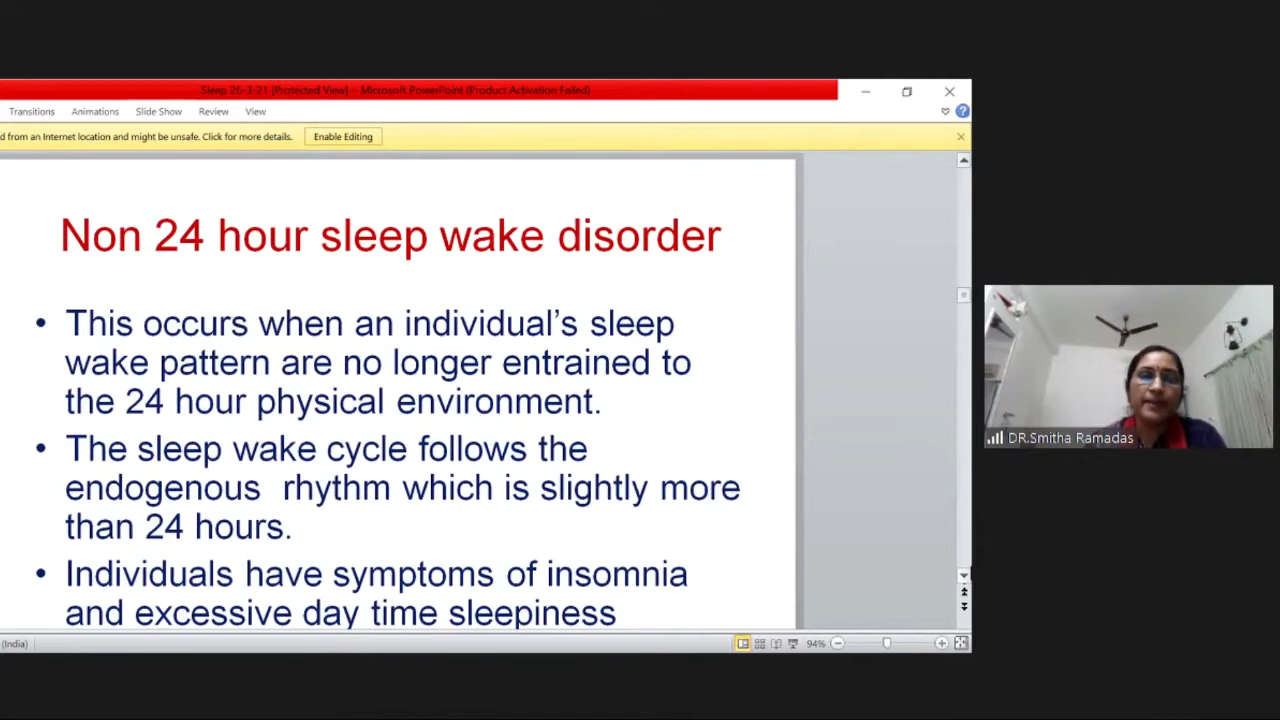 Sleep 26-3-21 [Protected View] - Microsoft PowerPoint (Product Activation Failed)
Transitions Animations Slide Show Review View
d from an Internet location and might be unsafe. Click for more details. Enable Editing
Non 24 hour sleep wake disorder
• This occurs when an individual’s sleep
wake pattern are no longer entrained to
the 24 hour physical environment.
• The sleep wake cycle follows the
endogenous rhythm which is slightly more
than 24 hours.
• Individuals have symptoms of insomnia
and excessive day time sleepiness
DR.Smitha Ramadas
(India)
94%